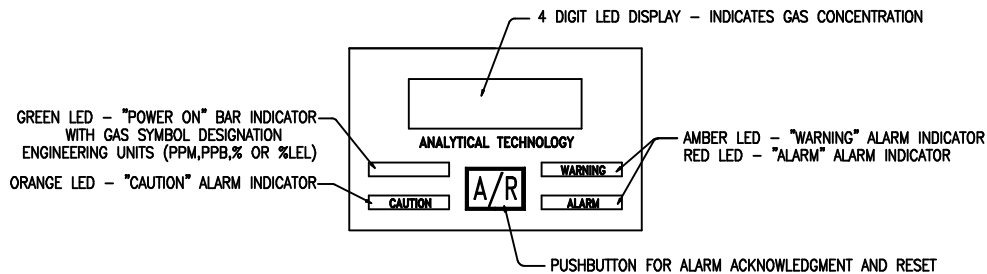 4 DIGIT LED DISPLAY - INDICATES GAS CONCENTRATION
GREEN LED - "POWER ON" BAR INDICATOR
WITH GAS SYMBOL DESIGNATION
ENGINEERING UNITS (PPM,PPB,% OR %LEL)
ORANGE LED - "CAUTION" ALARM INDICATOR
ANALYTICAL TECHNOLOGY
WARNING
CAUTION
A/R
ALARM
AMBER LED - "WARNING" ALARM INDICATOR
RED LED - "ALARM" ALARM INDICATOR
PUSHBUTTON FOR ALARM ACKNOWLEDGMENT AND RESET